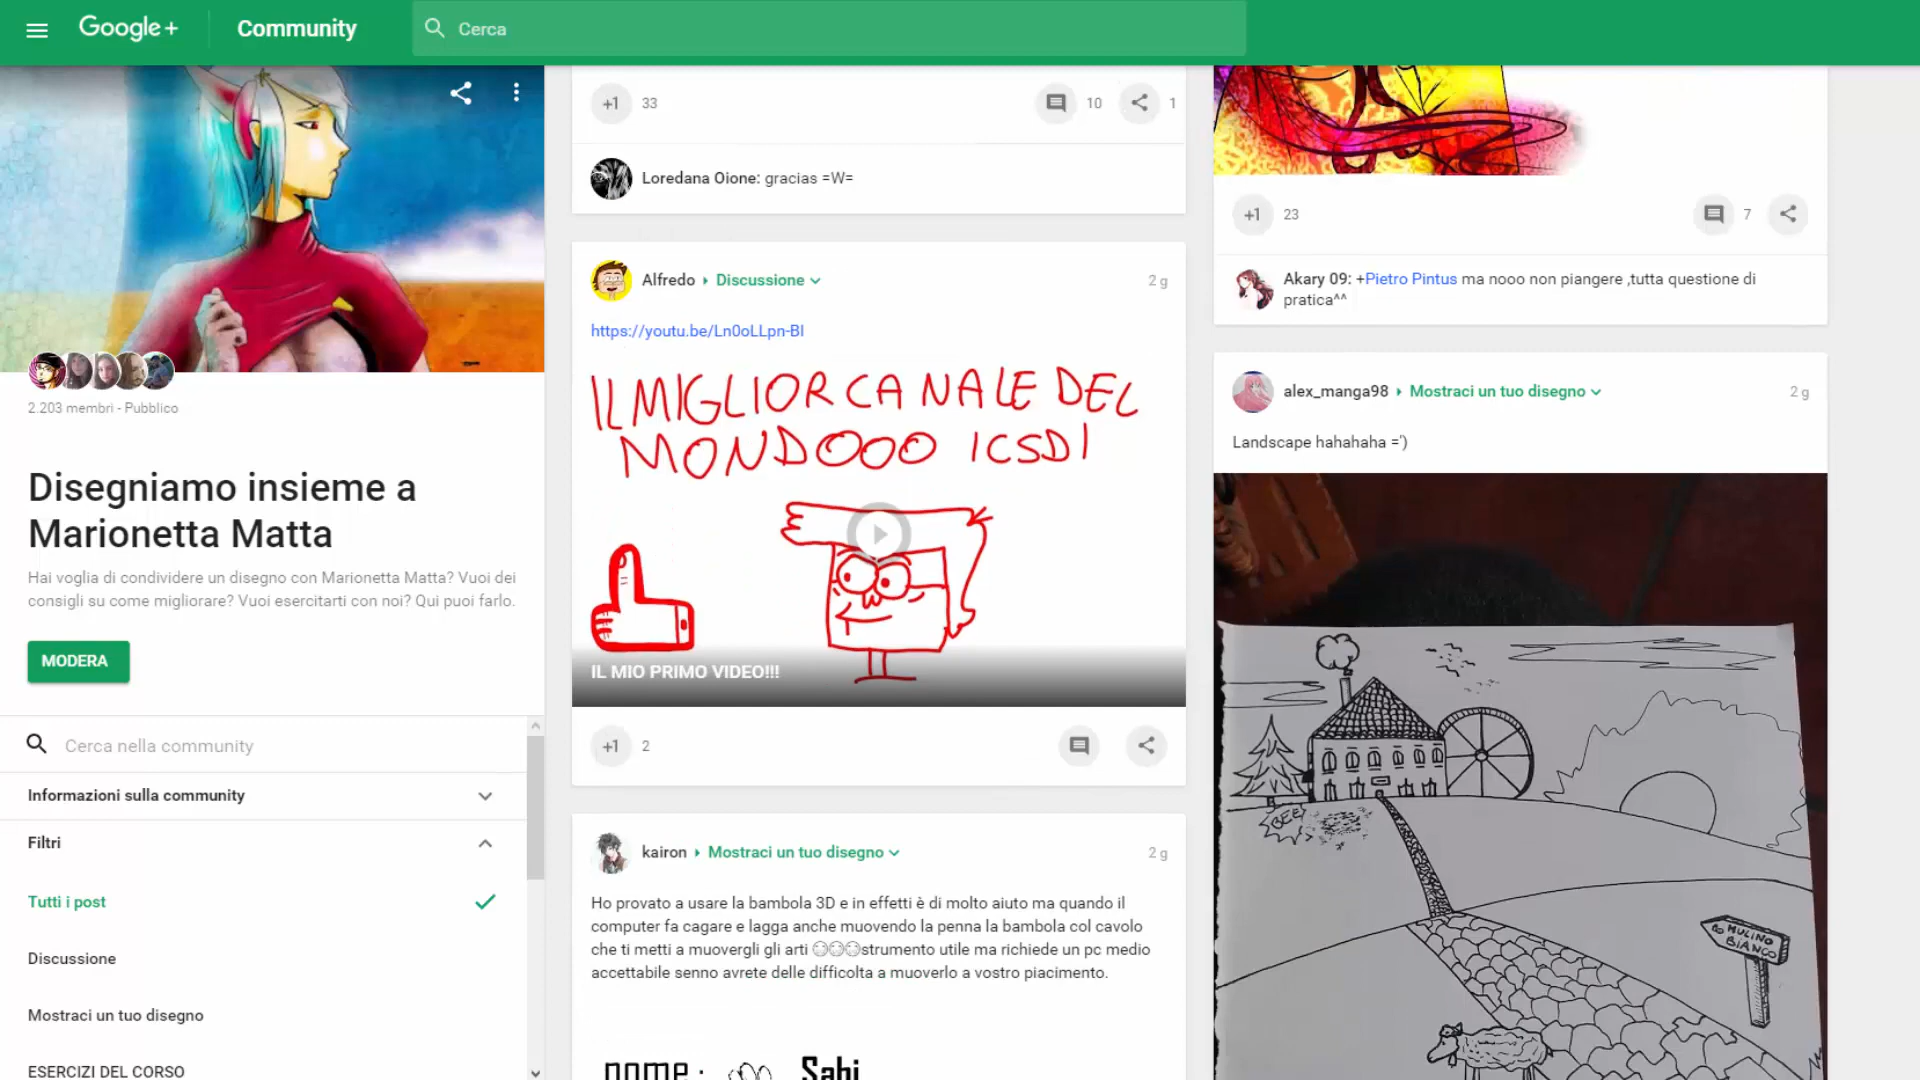 Google+
Community
Cerca
2.203 membri - Pubblico
Disegniamo insieme a
Marionetta Matta
Hai voglia di condividere un disegno con Marionetta Matta? Vuoi dei
consigli su come migliorare? Vuoi esercitarti con noi? Qui puoi farlo.
MODERA
Cerca nella community
Informazioni sulla community
Filtri
Tutti i post
Discussione
Mostraci un tuo disegno
ESERCIZI DEL CORSO
+1 33
10
1
Loredana Oione: gracias =W=
Alfredo Discussione
2 g
https://youtu.be/Ln0oLLpn-BI
IL MIGLIOR CANALE DEL
MONDOOO ICSDI
IL MIO PRIMO VIDEO!!!
+1 2
kairon Mostraci un tuo disegno
2 g
Ho provato a usare la bambola 3D e in effetti è di molto aiuto ma quando il
computer fa cagare e lagga anche muovendo la penna la bambola col cavolo
che ti metti a muovergli gli arti 🙄🙄🙄strumento utile ma richiede un pc medio
accettabile senno avrete delle difficolta a muoverlo a vostro piacimento.
nome: Sabi
+1 23
7
Akary 09: +Pietro Pintus ma nooo non piangere ,tutta questione di
pratica^^
alex_manga98 Mostraci un tuo disegno
2 g
Landscape hahahaha =')
BEE
MULINO
BIANCO